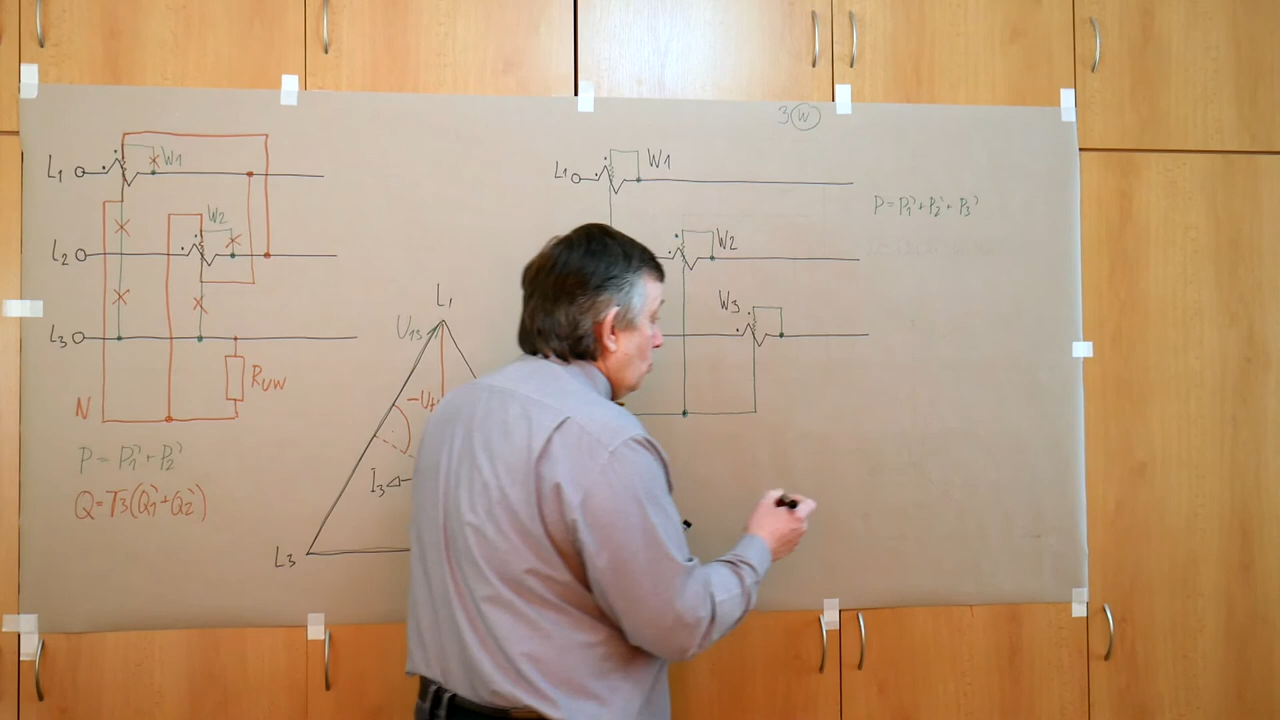 L1
W1
L2
W2
L3
RUW
N
P=P1'+P2'
Q=√3(Q1'+Q2')
L1
U13
I3
L3
3 W
L1
W1
W2
W3
P=P1'+P2'+P3'